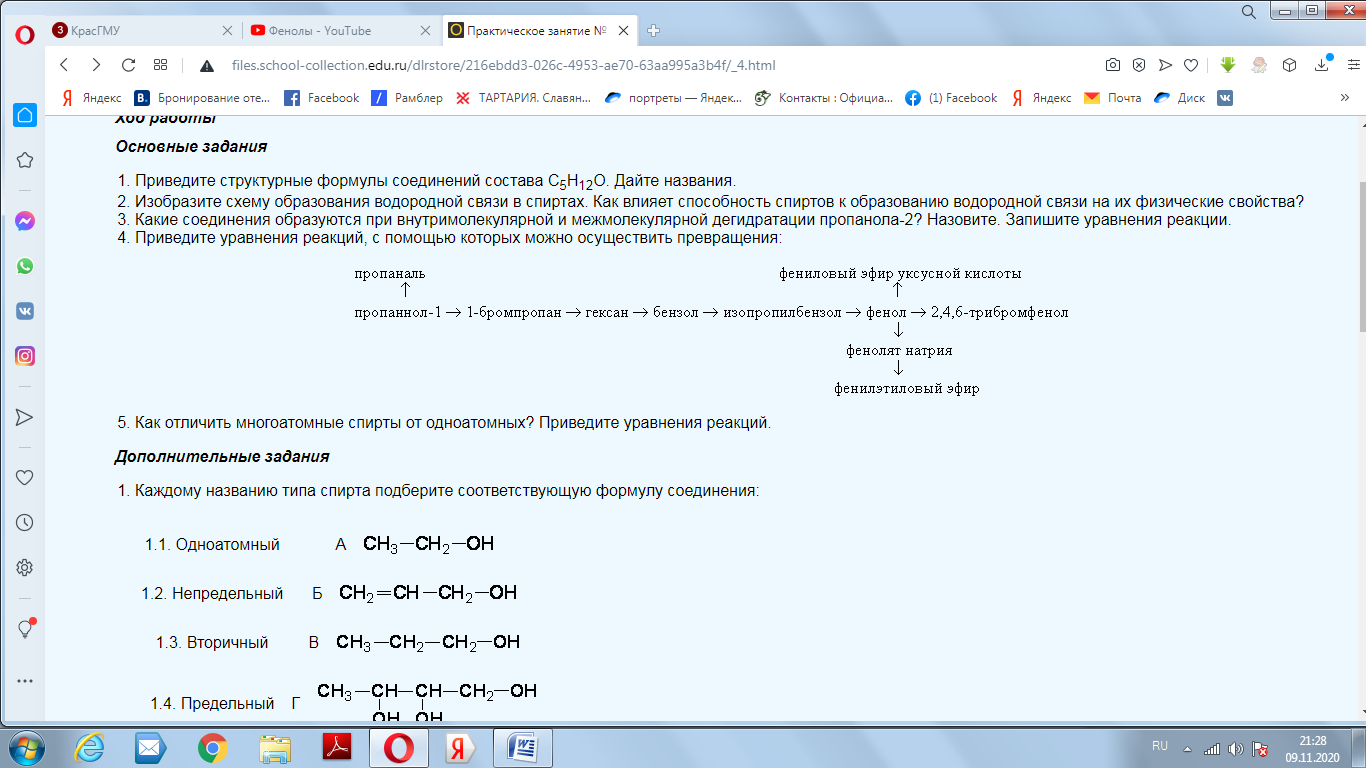 КрасГМУ
Фенолы - YouTube
Практическое занятие №
files.school-collection.edu.ru/dlrstore/216ebdd3-026c-4953-ae70-63aa995a3b4f/_4.html
Яндекс
Бронирование оте...
Facebook
Рамблер
ТАРТАРИЯ. Славян...
портреты — Яндек...
Контакты : Официа...
(1) Facebook
Яндекс
Почта
Диск
»
Ход работы
Основные задания
1. Приведите структурные формулы соединений состава C5H12O. Дайте названия.
2. Изобразите схему образования водородной связи в спиртах. Как влияет способность спиртов к образованию водородной связи на их физические свойства?
3. Какие соединения образуются при внутримолекулярной и межмолекулярной дегидратации пропанола-2? Назовите. Запишите уравнения реакции.
4. Приведите уравнения реакций, с помощью которых можно осуществить превращения:
пропаналь фениловый эфир уксусной кислоты
↑ ↑
пропаннол-1 → 1-бромпропан → гексан → бензол → изопропилбензол → фенол → 2,4,6-трибромфенол
↓
фенолят натрия
↓
фенилэтиловый эфир
5. Как отличить многоатомные спирты от одноатомных? Приведите уравнения реакций.
Дополнительные задания
1. Каждому названию типа спирта подберите соответствующую формулу соединения:
1.1. Одноатомный А CH3—CH2—OH
1.2. Непредельный Б CH2=CH—CH2—OH
1.3. Вторичный В CH3—CH2—CH2—OH
1.4. Предельный Г CH3—CH—CH—CH2—OH
OH OH
RU
21:28
09.11.2020